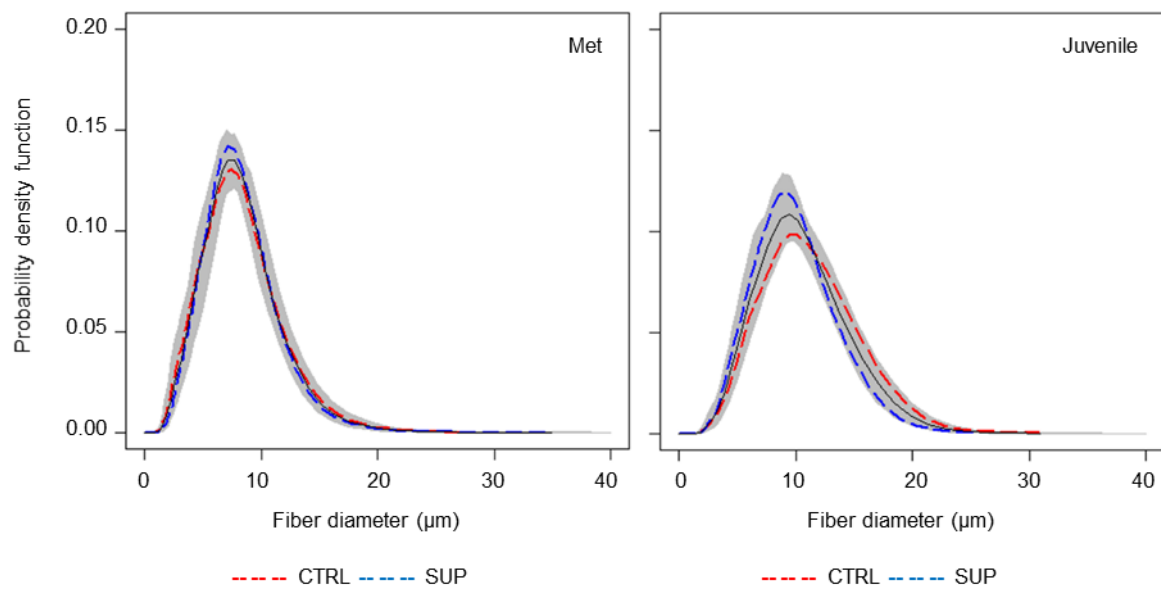 Met
Juvenile
Probability density function
0.20
0.15
0.10
0.05
0.00
0 10 20 30 40
0 10 20 30 40
Fiber diameter (µm)
Fiber diameter (µm)
CTRL SUP
CTRL SUP